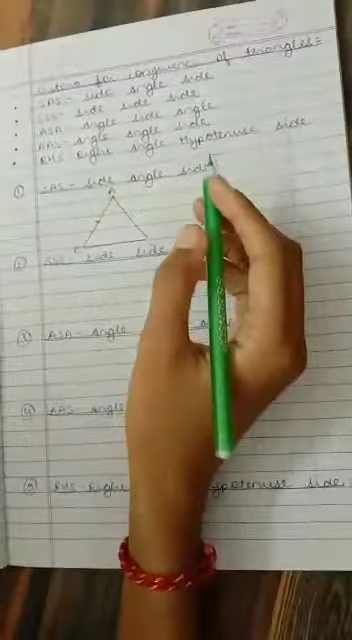 Criteria for congruence of triangles:-
• SAS - side angle side
• SSS - side side side
• ASA angle side angle
• AAS angle angle side
• RHS Right angle Hypotenuse side
① SAS - side angle side
A
② SSS - side side
③ ASA - angle
④ AAS - angle
⑤ RHS - Right Hypotenuse side